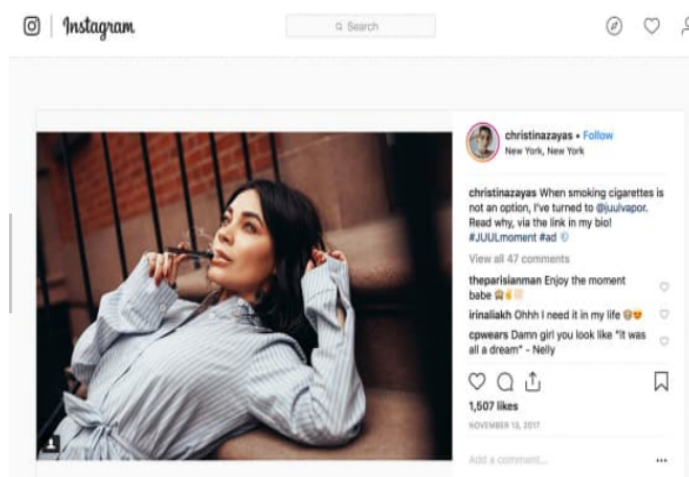 Instagram
Search
christinazayas • Follow
New York, New York
christinazayas When smoking cigarettes is
not an option, I've turned to @juulvapor.
Read why, via the link in my bio!
#JUULmoment #ad
View all 47 comments
theparisianman Enjoy the moment
babe
irinaliakh Ohhh I need it in my life
cpwears Damn girl you look like "it was
all a dream" - Nelly
1,507 likes
NOVEMBER 13, 2017
Add a comment...